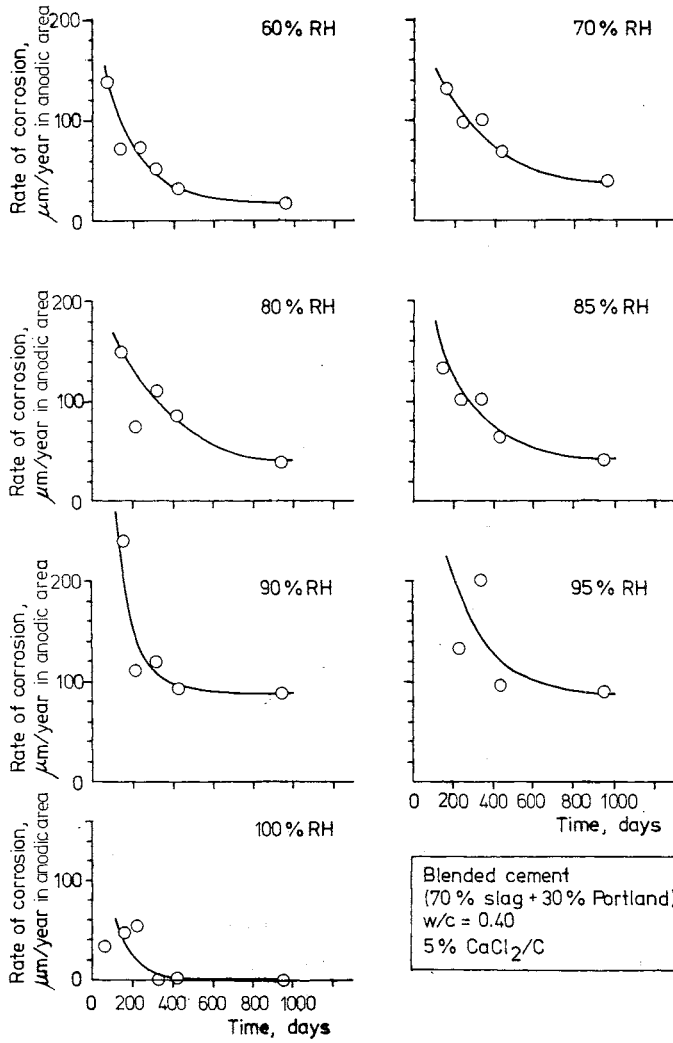 200
60% RH
100
0
Rate of corrosion,
µm/year in anodic area
70% RH
200
80% RH
100
0
Rate of corrosion,
µm/year in anodic area
85% RH
200
90% RH
100
0
Rate of corrosion,
µm/year in anodic area
95% RH
0 200 400 600 800 1000
Time, days
100% RH
100
0
Rate of corrosion,
µm/year in anodic area
0 200 400 600 800 1000
Time, days
Blended cement
(70% slag + 30% Portland)
w/c = 0.40
5% CaCl2/C